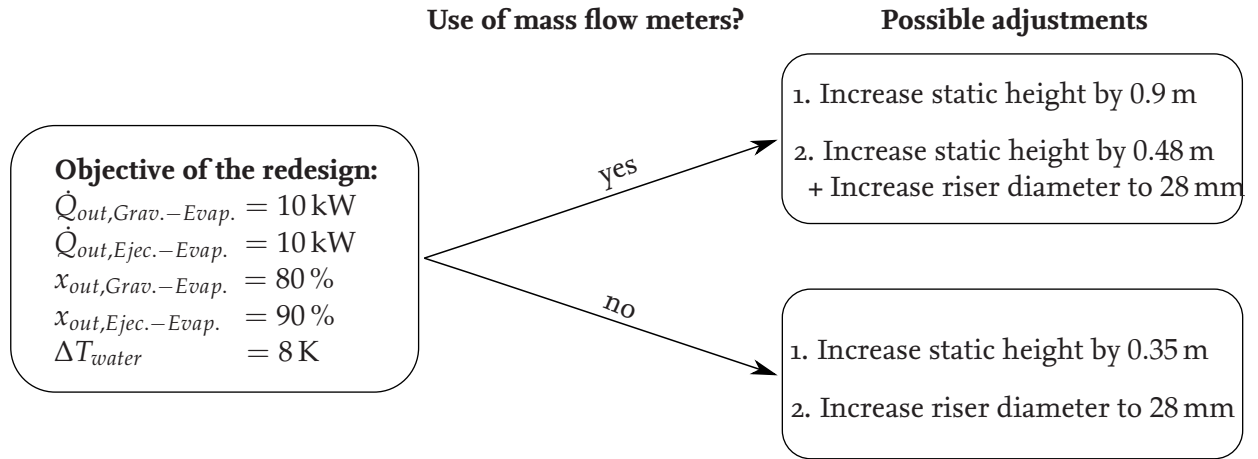 Use of mass flow meters?
Possible adjustments
Objective of the redesign:
Q̇out,Grav.−Evap. = 10 kW
Q̇out,Ejec.−Evap. = 10 kW
xout,Grav.−Evap. = 80 %
xout,Ejec.−Evap. = 90 %
ΔTwater = 8 K
yes
1. Increase static height by 0.9 m
2. Increase static height by 0.48 m
+ Increase riser diameter to 28 mm
no
1. Increase static height by 0.35 m
2. Increase riser diameter to 28 mm